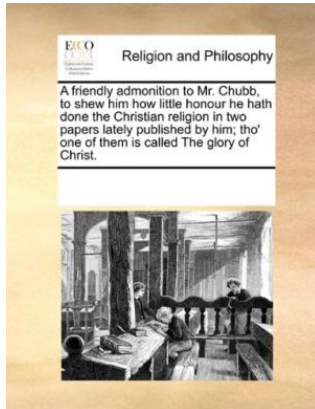 ECCO
Religion and Philosophy
A friendly admonition to Mr. Chubb,
to shew him how little honour he hath
done the Christian religion in two
papers lately published by him; tho'
one of them is called The glory of
Christ.